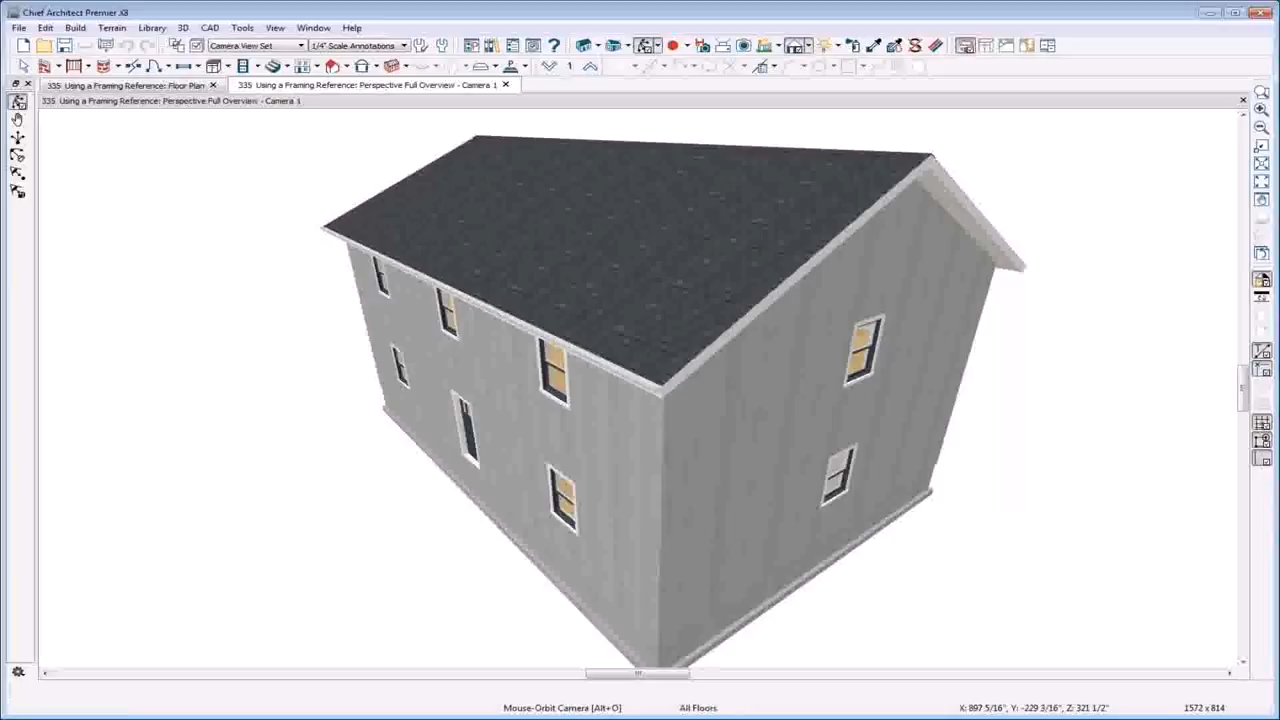 Chief Architect Premier X8
File Edit Build Terrain Library 3D CAD Tools View Window Help
Camera View Set 1/4" Scale Annotations 1
335 Using a Framing Reference: Floor Plan 335 Using a Framing Reference: Perspective Full Overview - Camera 1
335 Using a Framing Reference: Perspective Full Overview - Camera 1
Mouse-Orbit Camera [Alt+O] All Floors X: 897 5/16", Y: -229 3/16", Z: 321 1/2" 1572 x 814